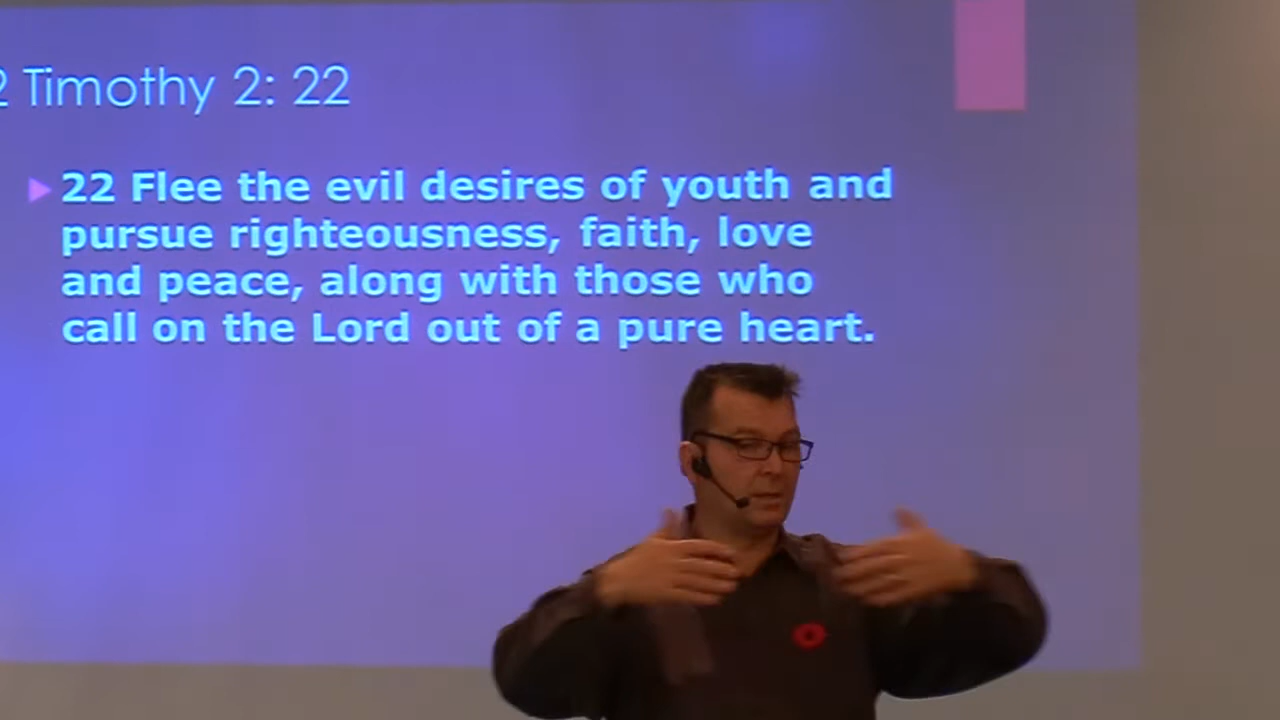 2 Timothy 2: 22
22 Flee the evil desires of youth and
pursue righteousness, faith, love
and peace, along with those who
call on the Lord out of a pure heart.